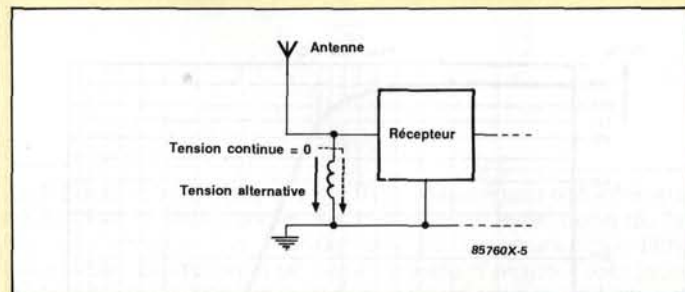 Antenne
Récepteur
Tension continue = 0
Tension alternative
85760X-5